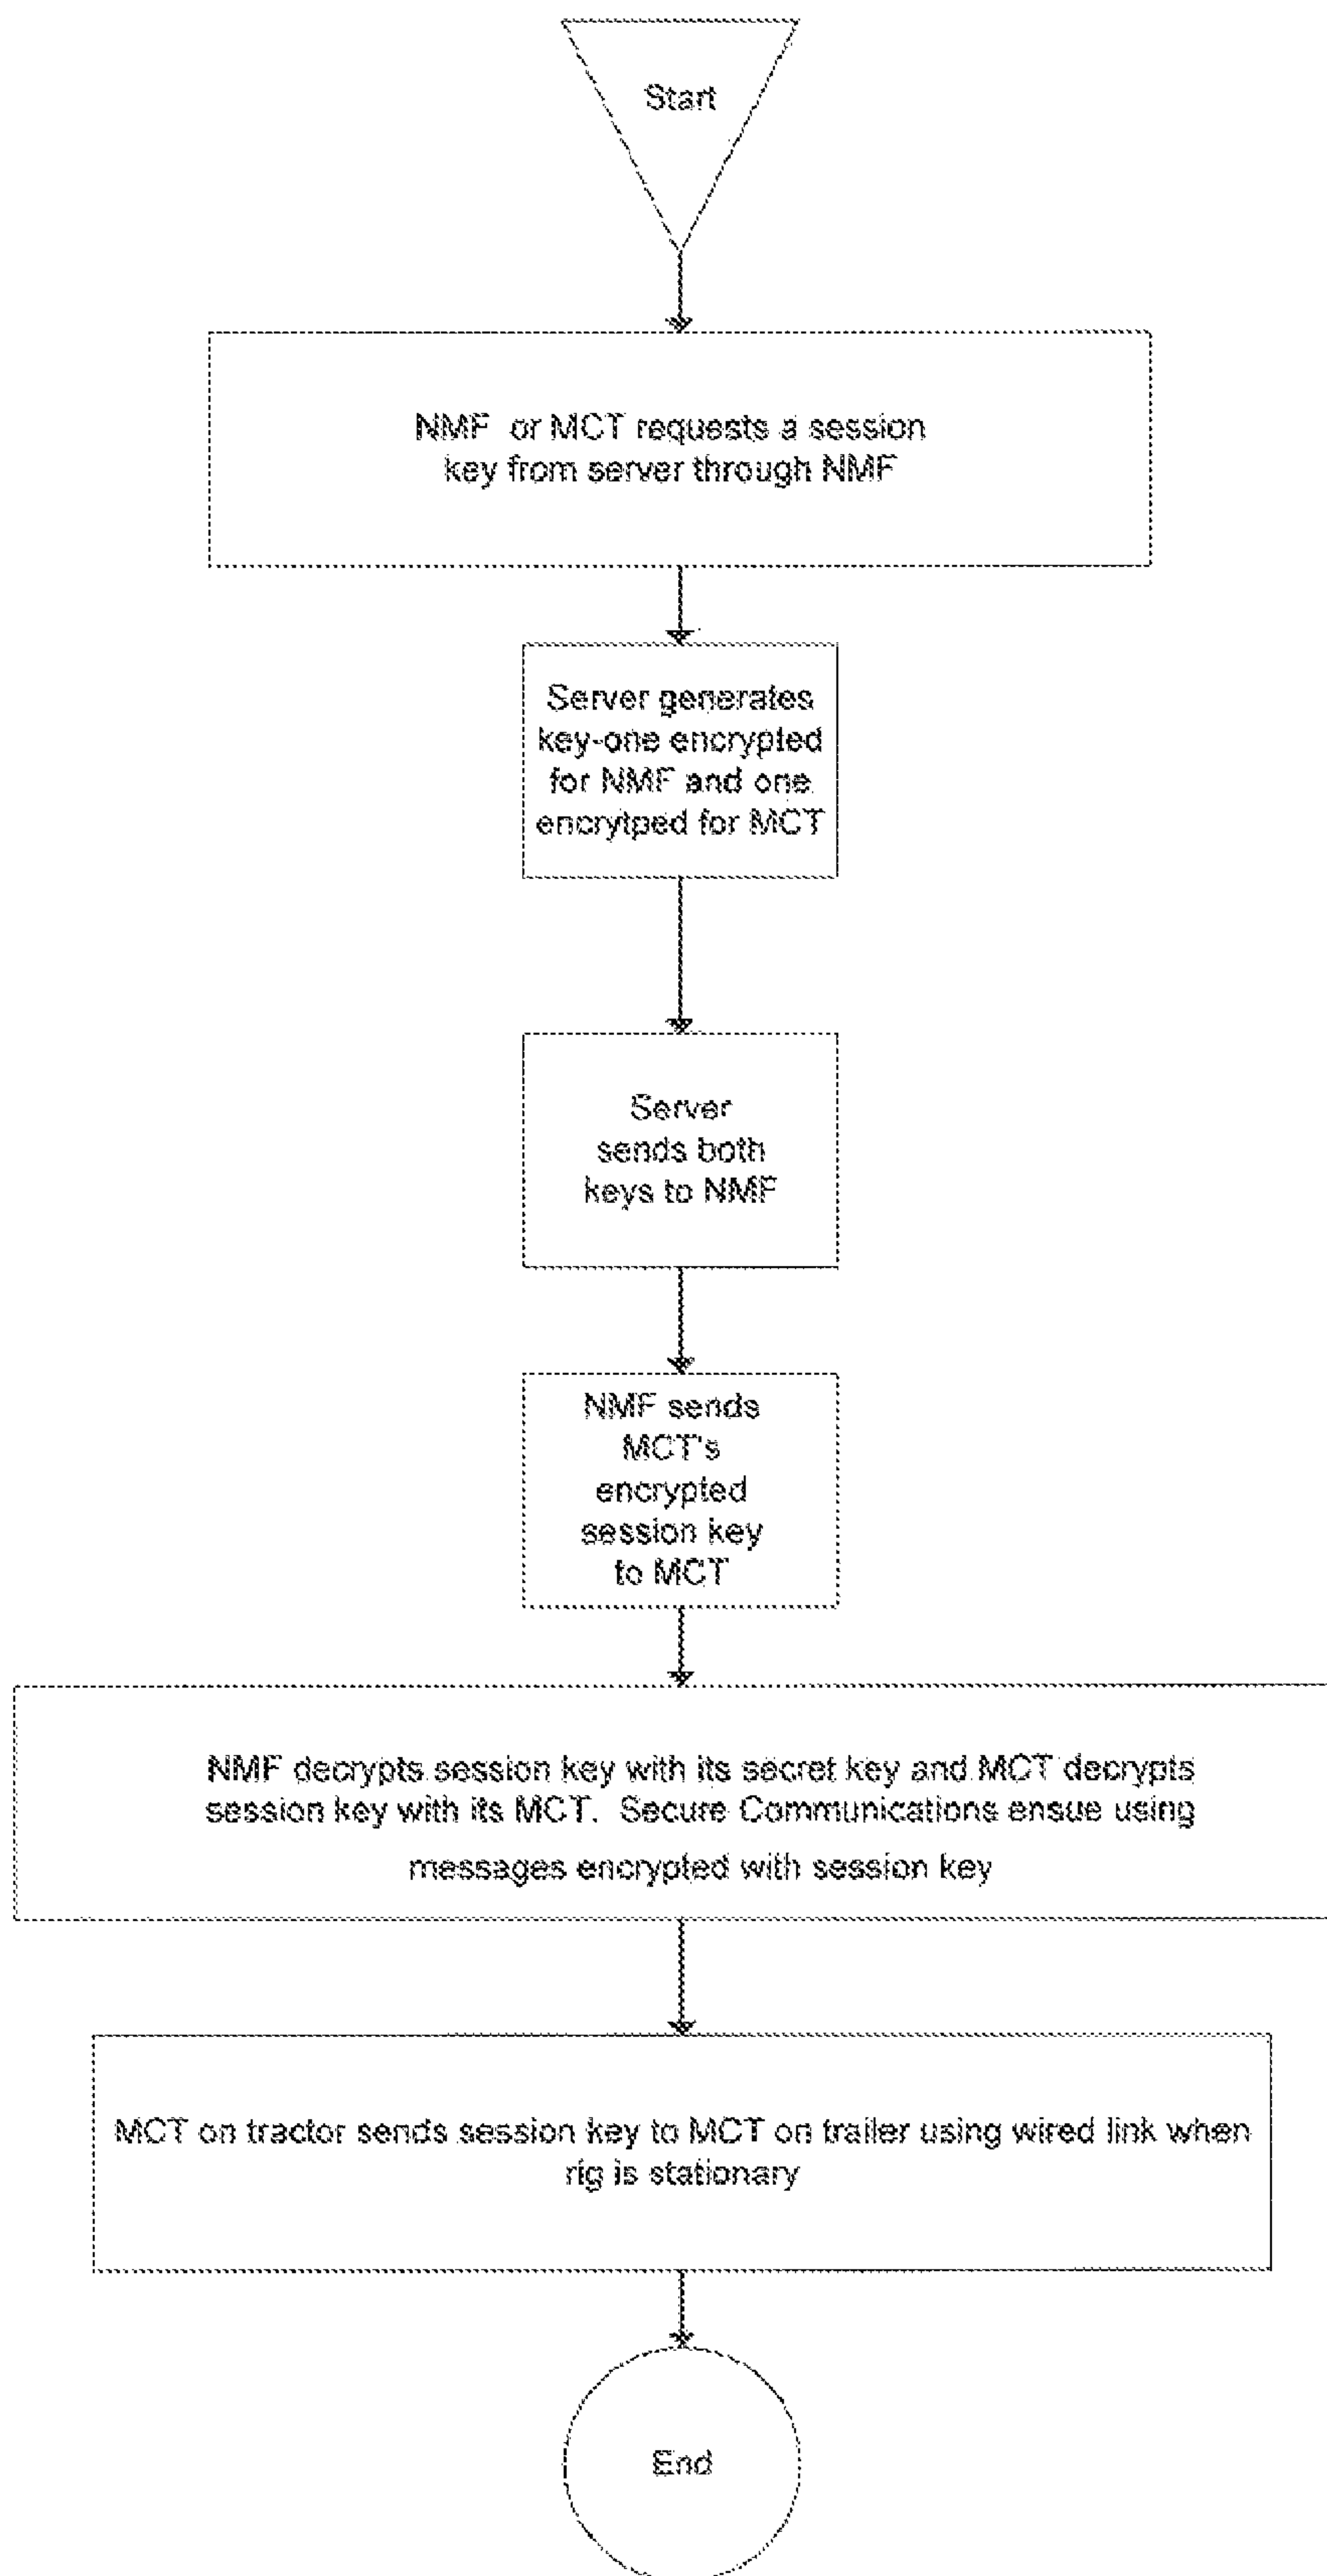 Start
NMF or MCT requests a session
key from server through NMF
Server generates
key-one encrypted
for NMF and one
encrytped for MCT
Server
sends both
keys to NMF
NMF sends
MCT's
encrypted
session key
to MCT
NMF decrypts session key with its secret key and MCT decrypts
session key with its MCT. Secure Communications ensue using
messages encrypted with session key
MCT on tractor sends session key to MCT on trailer using wired link when
rig is stationary
End